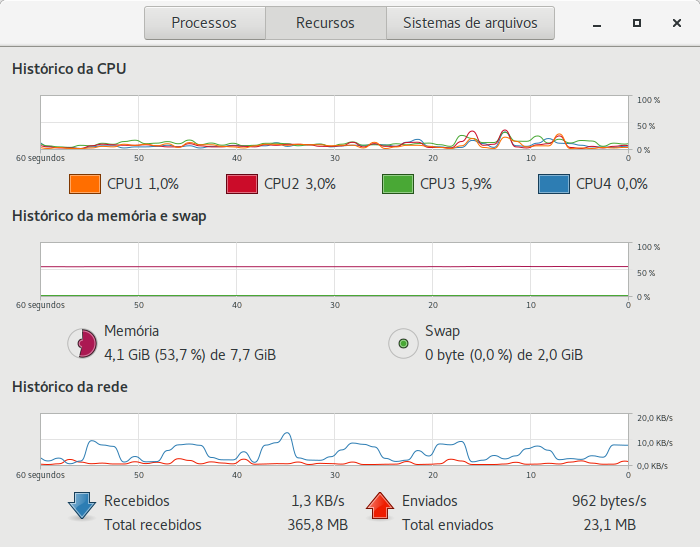 Processos Recursos Sistemas de arquivos
Histórico da CPU
100 %
50 %
0 %
60 segundos 50 40 30 20 10 0
CPU1 1,0% CPU2 3,0% CPU3 5,9% CPU4 0,0%
Histórico da memória e swap
100 %
50 %
0 %
60 segundos 50 40 30 20 10 0
Memória Swap
4,1 GiB (53,7 %) de 7,7 GiB 0 byte (0,0 %) de 2,0 GiB
Histórico da rede
20,0 KB/s
10,0 KB/s
0,0 KB/s
60 segundos 50 40 30 20 10 0
Recebidos 1,3 KB/s Enviados 962 bytes/s
Total recebidos 365,8 MB Total enviados 23,1 MB